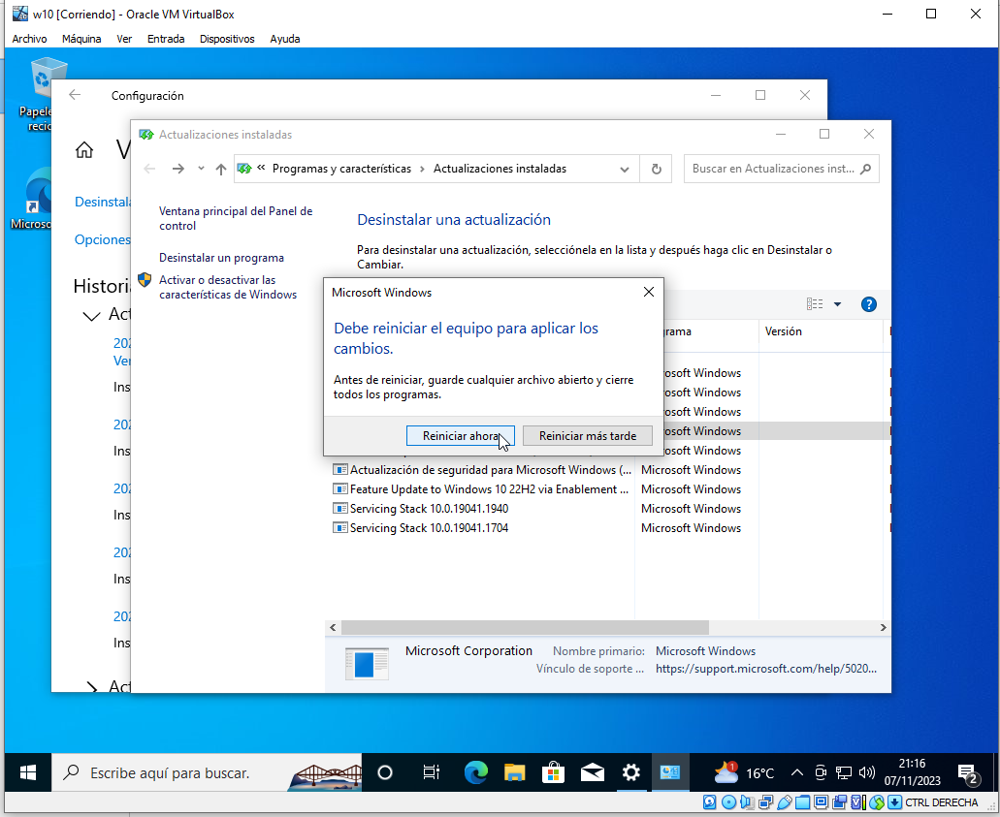 w10 [Corriendo] - Oracle VM VirtualBox
Archivo Máquina Ver Entrada Dispositivos Ayuda
Configuración
Actualizaciones instaladas
« Programas y características › Actualizaciones instaladas
Buscar en Actualizaciones inst...
Desinstala
Opciones
Ventana principal del Panel de
control
Desinstalar un programa
Activar o desactivar las
características de Windows
Desinstalar una actualización
Para desinstalar una actualización, selecciónela en la lista y después haga clic en Desinstalar o
Cambiar.
Microsoft Windows
Debe reiniciar el equipo para aplicar los
cambios.
Antes de reiniciar, guarde cualquier archivo abierto y cierre
todos los programas.
Reiniciar ahora
Reiniciar más tarde
rama
Versión
rosoft Windows
rosoft Windows
rosoft Windows
rosoft Windows
rosoft Windows
Actualización de seguridad para Microsoft Windows (... Microsoft Windows
Feature Update to Windows 10 22H2 via Enablement ... Microsoft Windows
Servicing Stack 10.0.19041.1940 Microsoft Windows
Servicing Stack 10.0.19041.1704 Microsoft Windows
Histori
Act
202
Ver
Ins
202
Ins
202
Ins
202
Ins
202
Ins
Act
Microsoft Corporation
Nombre primario: Microsoft Windows
Vínculo de soporte ... https://support.microsoft.com/help/5020...
Papele
recic
Microso
Escribe aquí para buscar.
1
16°C
21:16
07/11/2023
2
CTRL DERECHA